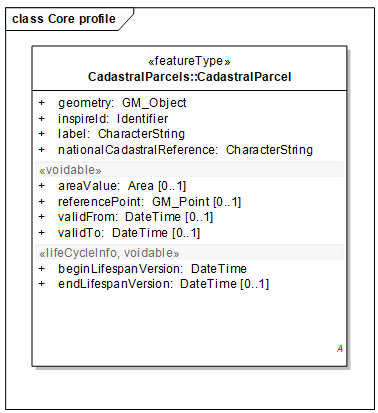 class Core profile
«featureType»
CadastralParcels::CadastralParcel
+ geometry: GM_Object
+ inspireId: Identifier
+ label: CharacterString
+ nationalCadastralReference: CharacterString
«voidable»
+ areaValue: Area [0..1]
+ referencePoint: GM_Point [0..1]
+ validFrom: DateTime [0..1]
+ validTo: DateTime [0..1]
«lifeCycleInfo, voidable»
+ beginLifespanVersion: DateTime
+ endLifespanVersion: DateTime [0..1]
A